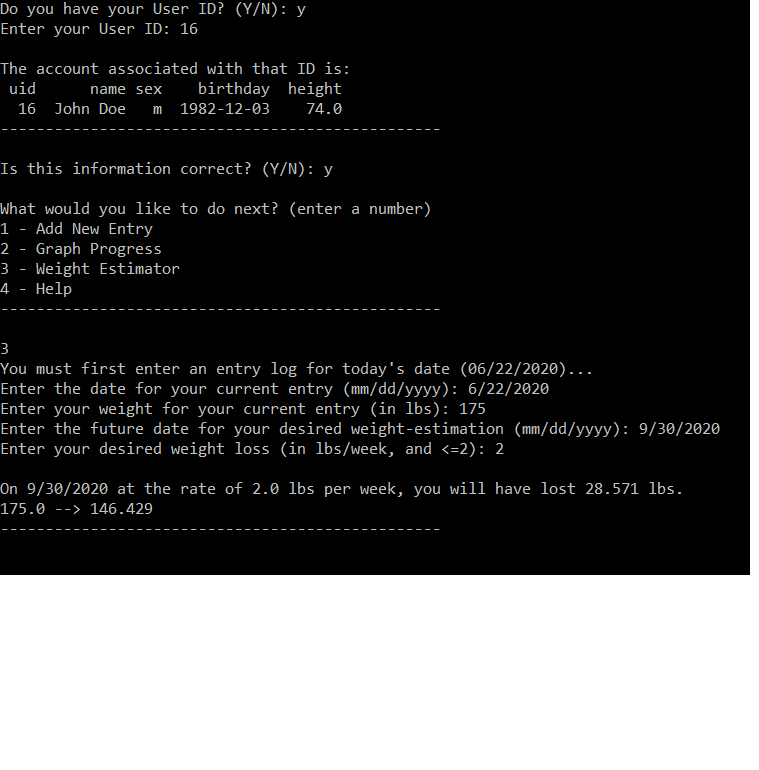 Do you have your User ID? (Y/N): y
Enter your User ID: 16
The account associated with that ID is:
uid      name sex    birthday  height
16  John Doe   m  1982-12-03    74.0
-------------------------------------------------
Is this information correct? (Y/N): y
What would you like to do next? (enter a number)
1 - Add New Entry
2 - Graph Progress
3 - Weight Estimator
4 - Help
-------------------------------------------------
3
You must first enter an entry log for today's date (06/22/2020)...
Enter the date for your current entry (mm/dd/yyyy): 6/22/2020
Enter your weight for your current entry (in lbs): 175
Enter the future date for your desired weight-estimation (mm/dd/yyyy): 9/30/2020
Enter your desired weight loss (in lbs/week, and <=2): 2
On 9/30/2020 at the rate of 2.0 lbs per week, you will have lost 28.571 lbs.
175.0 --> 146.429
-------------------------------------------------